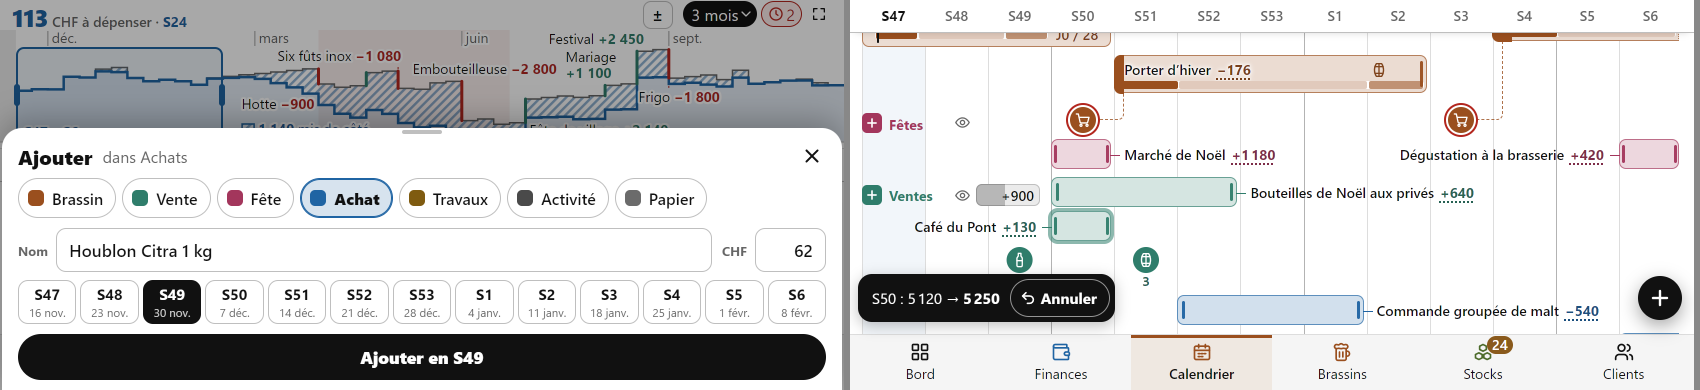 113 CHF à dépenser · S24
± 3 mois 2
déc. mars juin sept.
Six fûts inox −1 080
Embouteilleuse −2 800
Festival +2 450
Mariage
+1 100
Hotte −900
Frigo −1 800
Ajouter dans Achats
Brassin Vente Fête Achat Travaux Activité Papier
Nom Houblon Citra 1 kg CHF 62
S47 S48 S49 S50 S51 S52 S53 S1 S2 S3 S4 S5 S6
16 nov. 23 nov. 30 nov. 7 déc. 14 déc. 21 déc. 28 déc. 4 janv. 11 janv. 18 janv. 25 janv. 1 févr. 8 févr.
Ajouter en S49
S47 S48 S49 S50 S51 S52 S53 S1 S2 S3 S4 S5 S6
J0 / 28
Porter d’hiver −176
Fêtes
Marché de Noël +1 180
Dégustation à la brasserie +420
Ventes +900
Bouteilles de Noël aux privés +640
Café du Pont +130
3
S50 : 5 120 → 5 250 Annuler
Commande groupée de malt −540
Bord Finances Calendrier Brassins Stocks 24 Clients